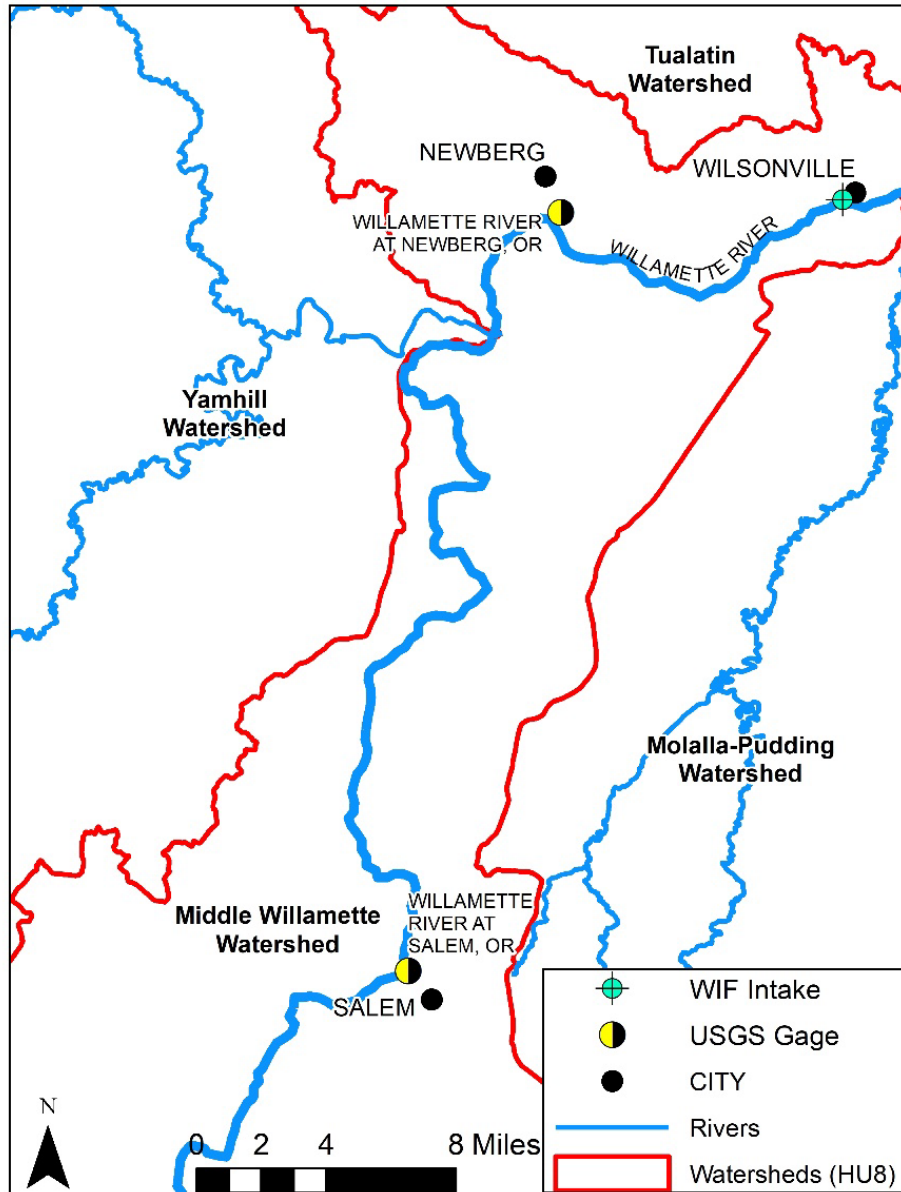 Tualatin
Watershed
NEWBERG
WILSONVILLE
WILLAMETTE RIVER
AT NEWBERG, OR
WILLAMETTE RIVER
Yamhill
Watershed
Molalla-Pudding
Watershed
Middle Willamette
Watershed
WILLAMETTE
RIVER AT
SALEM, OR
SALEM
WIF Intake
USGS Gage
CITY
Rivers
Watersheds (HU8)
N
0 2 4 8 Miles